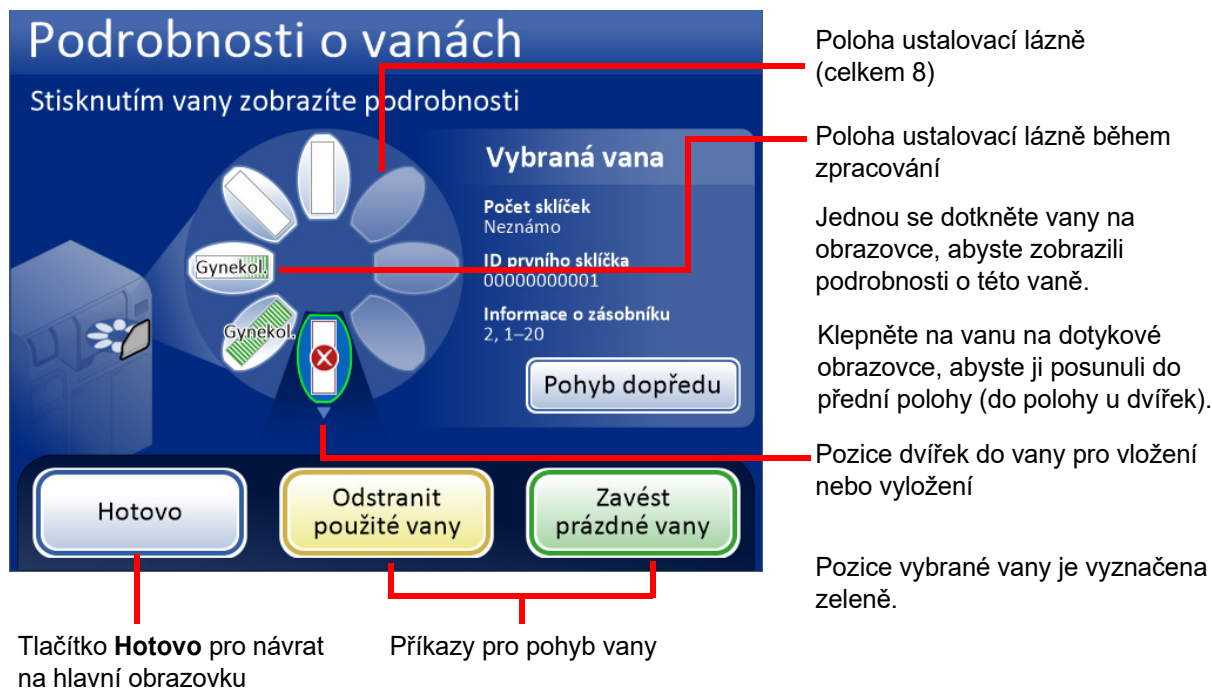 Podrobnosti o vanách
Stisknutím vany zobrazíte podrobnosti
Gynekol.
Gynekol.
Vybraná vana
Počet sklíček
Neznámo
ID prvního sklíčka
00000000001
Informace o zásobníku
2, 1–20
Pohyb dopředu
Hotovo
Odstranit
použité vany
Zavést
prázdné vany
Poloha ustalovací lázně
(celkem 8)
Poloha ustalovací lázně během
zpracování
Jednou se dotkněte vany na
obrazovce, abyste zobrazili
podrobnosti o této vaně.
Klepněte na vanu na dotykové
obrazovce, abyste ji posunuli do
přední polohy (do polohy u dvířek).
Pozice dvířek do vany pro vložení
nebo vyložení
Pozice vybrané vany je vyznačena
zeleně.
Tlačítko Hotovo pro návrat
na hlavní obrazovku
Příkazy pro pohyb vany